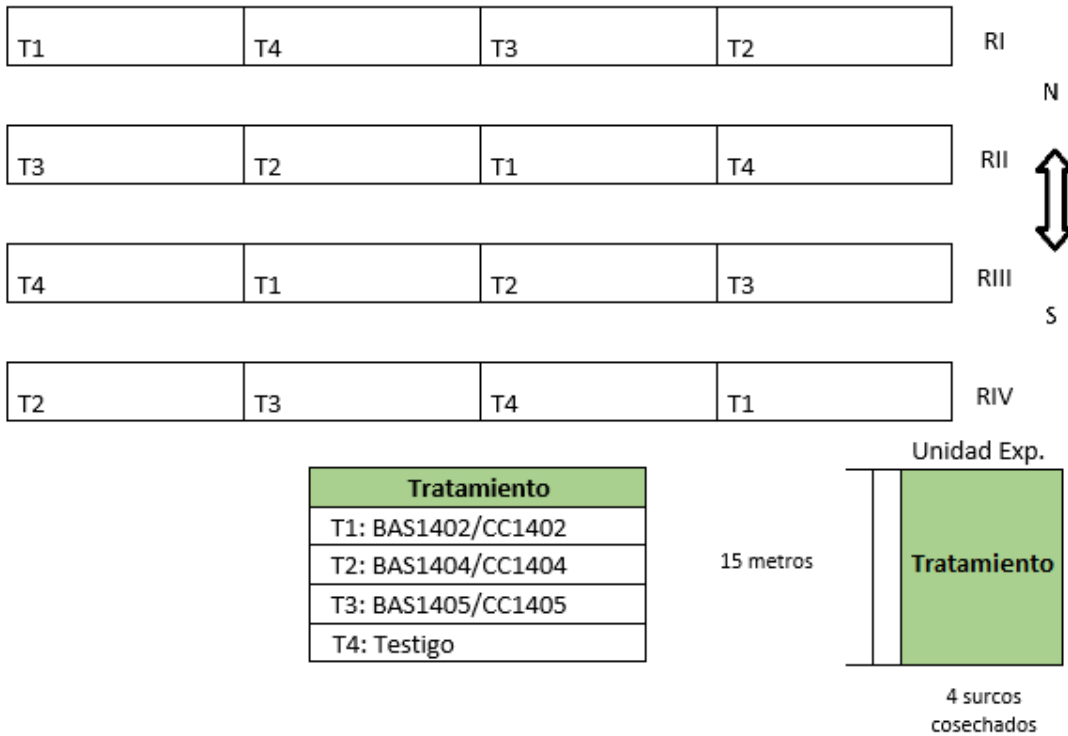 T1 T4 T3 T2 RI
N
T3 T2 T1 T4 RII
T4 T1 T2 T3 RIII
S
T2 T3 T4 T1 RIV
Unidad Exp.
Tratamiento
T1: BAS1402/CC1402
T2: BAS1404/CC1404
T3: BAS1405/CC1405
T4: Testigo
15 metros
Tratamiento
4 surcos
cosechados